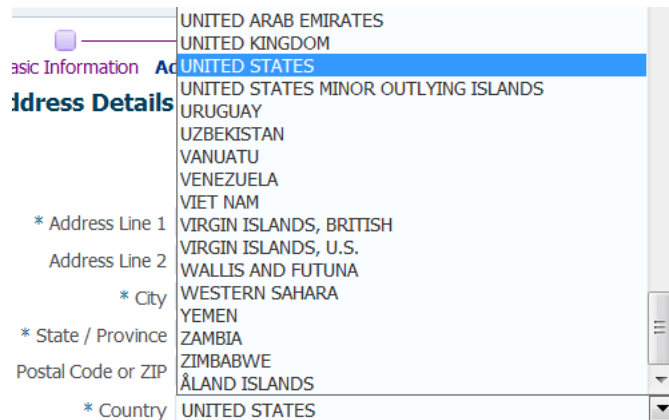 UNITED ARAB EMIRATES
UNITED KINGDOM
asic Information Ad UNITED STATES
UNITED STATES MINOR OUTLYING ISLANDS
ddress Details URUGUAY
UZBEKISTAN
VANUATU
VENEZUELA
VIET NAM
* Address Line 1 VIRGIN ISLANDS, BRITISH
VIRGIN ISLANDS, U.S.
Address Line 2 WALLIS AND FUTUNA
* City WESTERN SAHARA
YEMEN
* State / Province ZAMBIA
ZIMBABWE
Postal Code or ZIP ÅLAND ISLANDS
* Country UNITED STATES